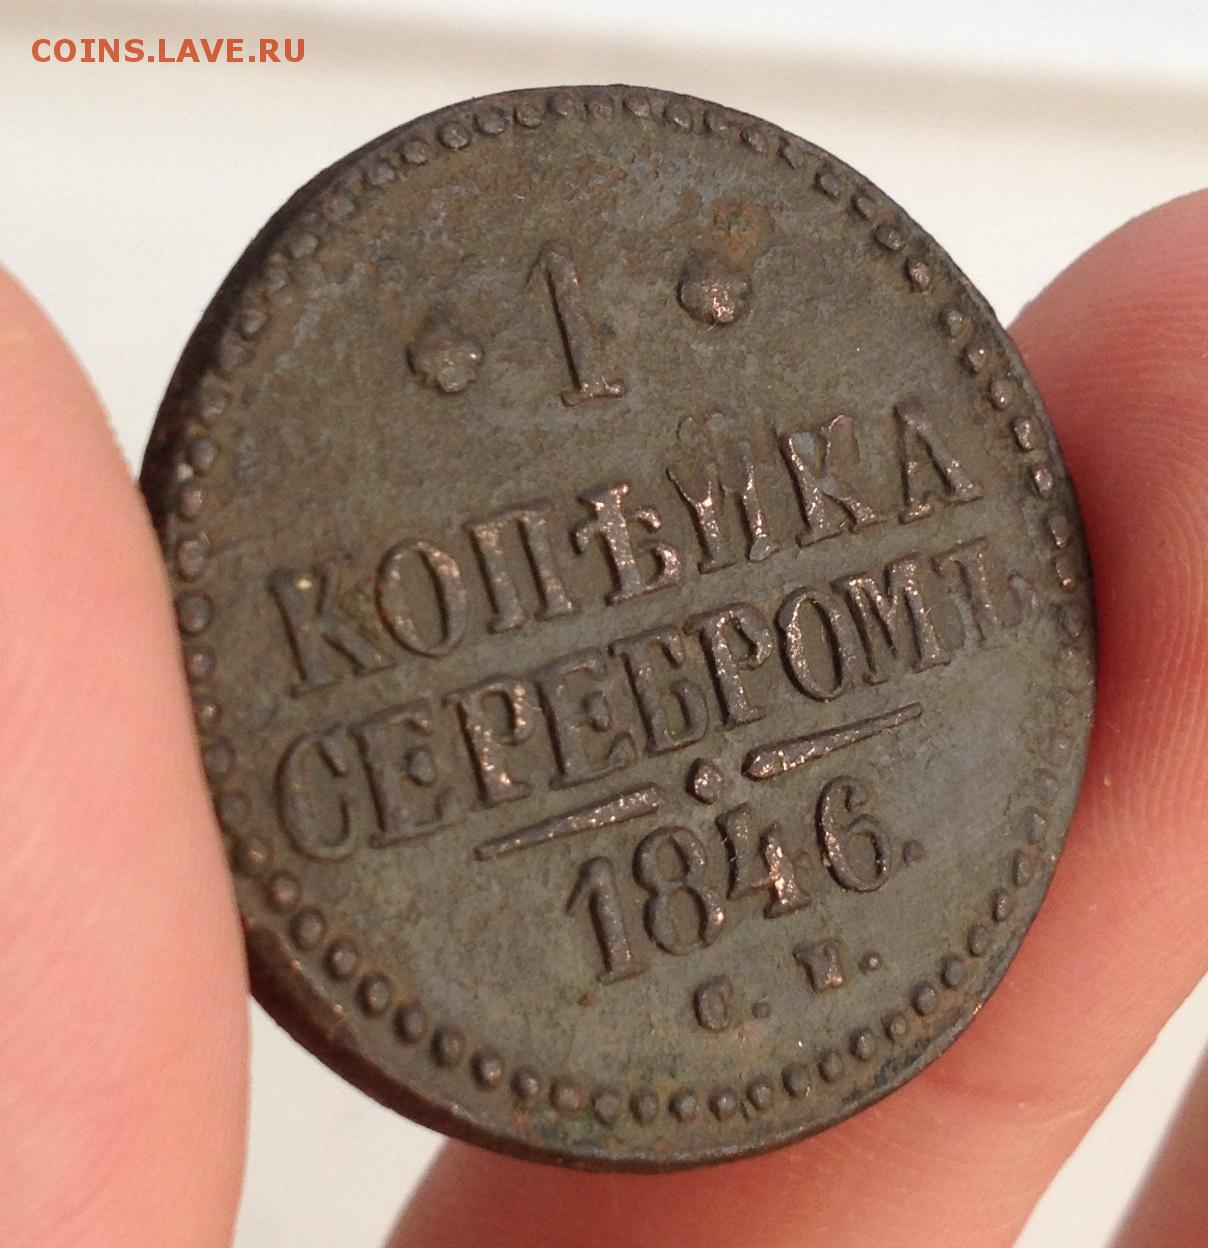 COINS.LAVE.RU
1
КОПѢЙКА
СЕРЕБРОМЪ.
1846.
С. М.